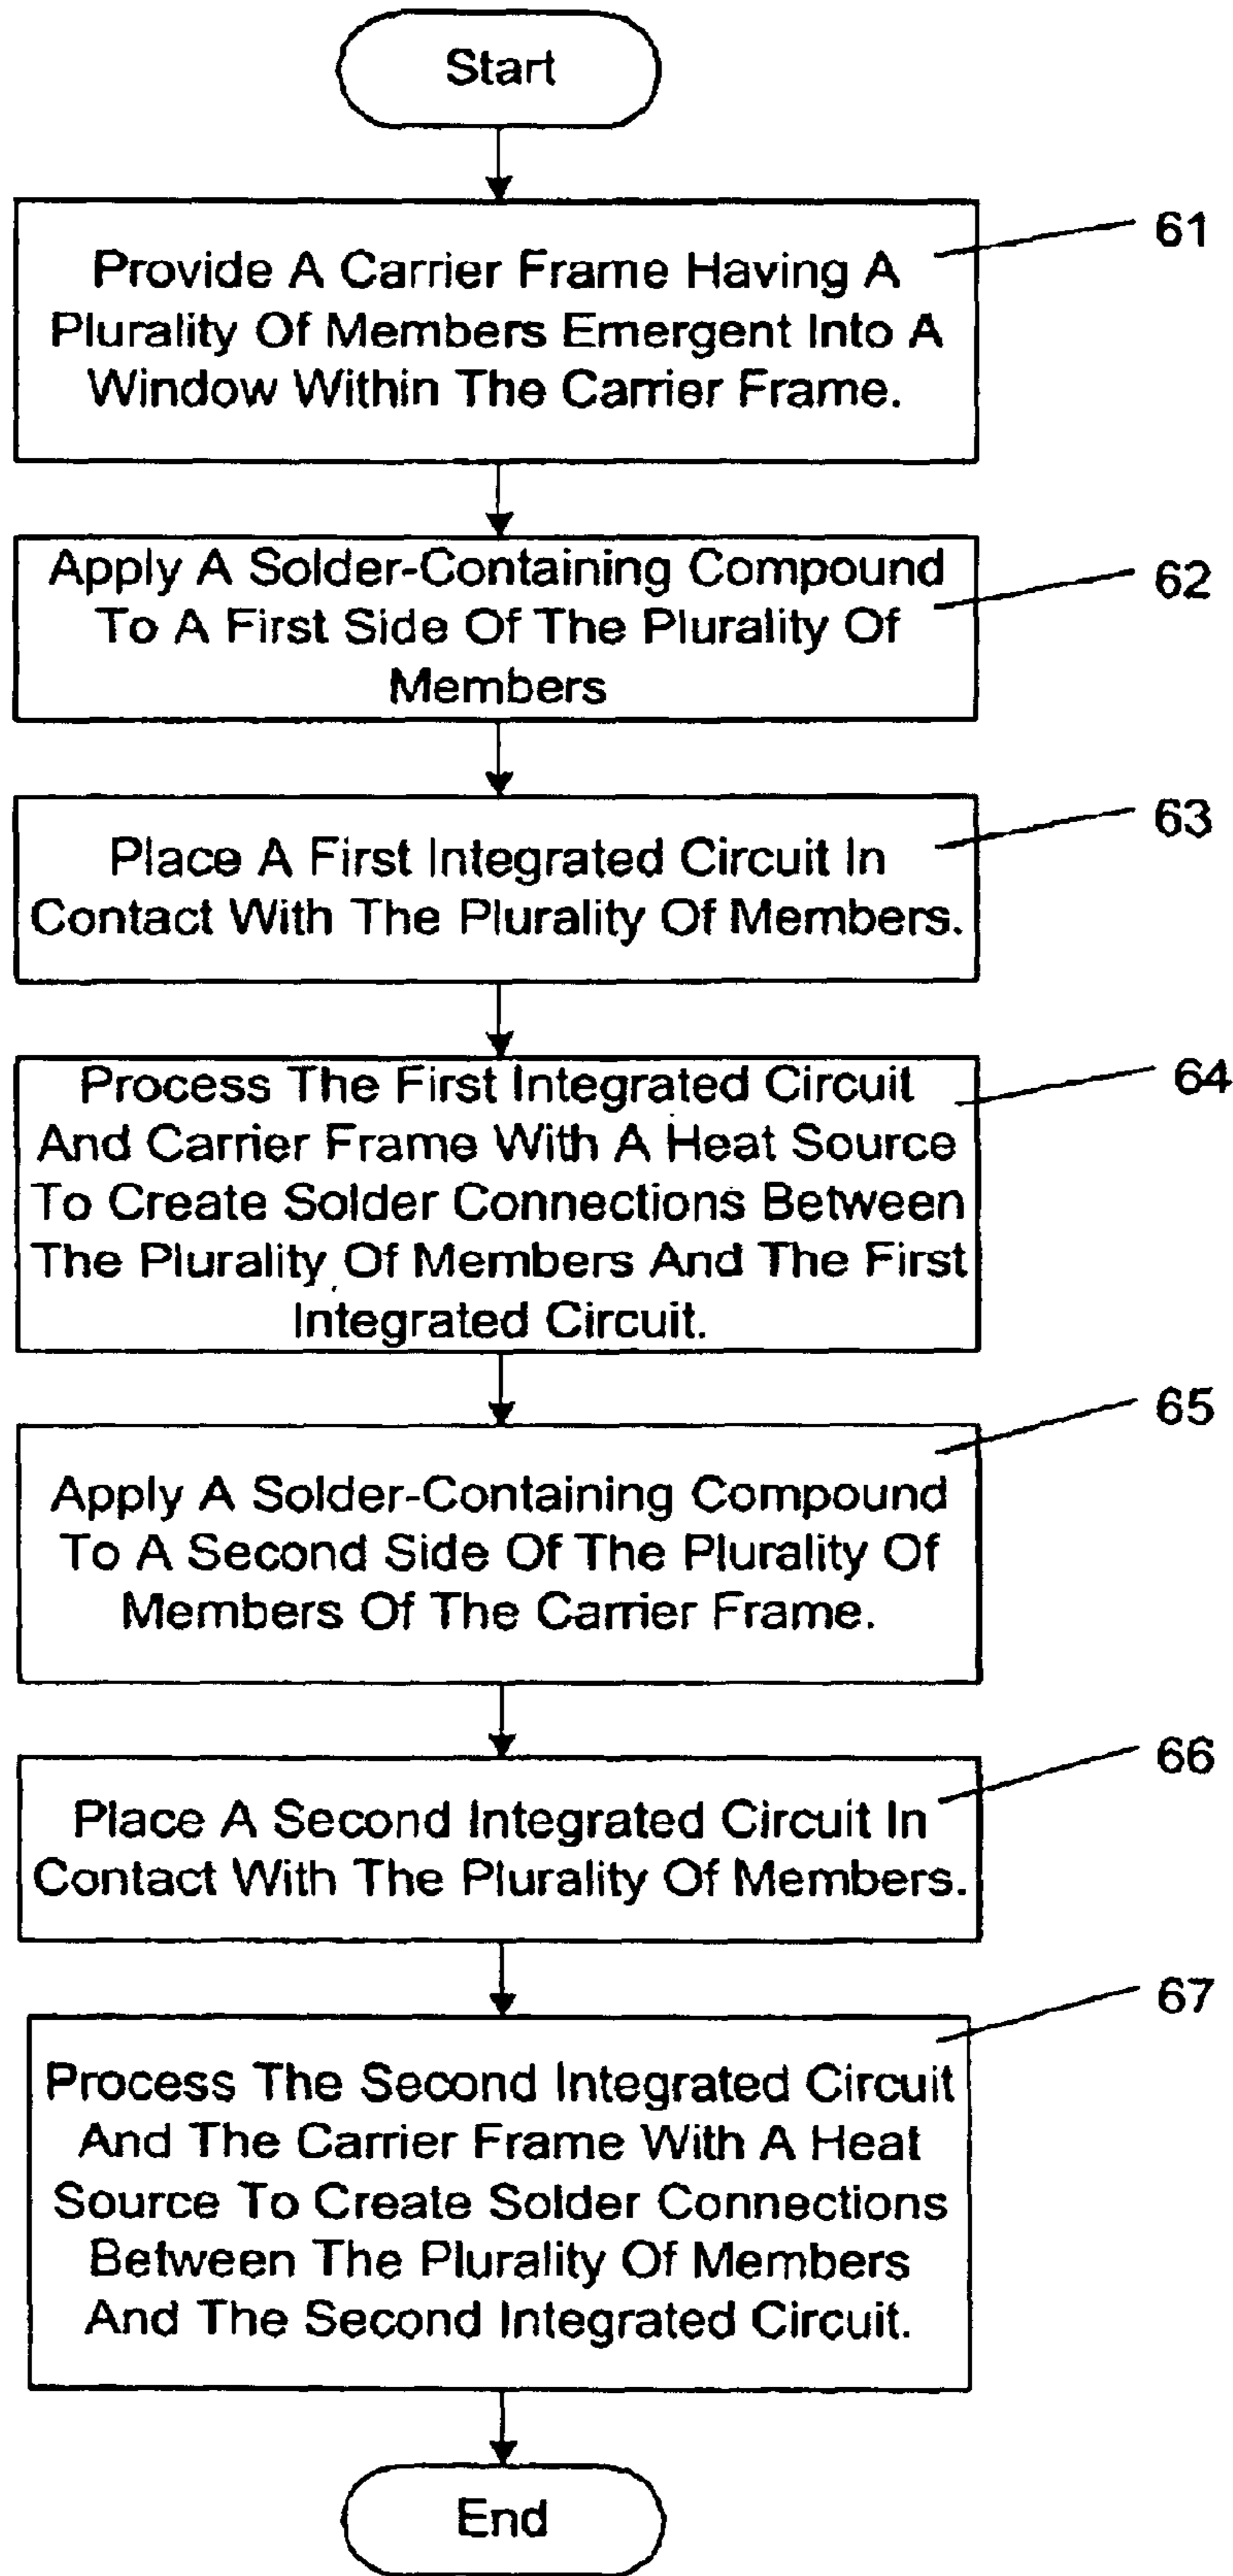 Start
Provide A Carrier Frame Having A
Plurality Of Members Emergent Into A
Window Within The Carrier Frame.
61
Apply A Solder-Containing Compound
To A First Side Of The Plurality Of
Members
62
Place A First Integrated Circuit In
Contact With The Plurality Of Members.
63
Process The First Integrated Circuit
And Carrier Frame With A Heat Source
To Create Solder Connections Between
The Plurality Of Members And The First
Integrated Circuit.
64
Apply A Solder-Containing Compound
To A Second Side Of The Plurality Of
Members Of The Carrier Frame.
65
Place A Second Integrated Circuit In
Contact With The Plurality Of Members.
66
Process The Second Integrated Circuit
And The Carrier Frame With A Heat
Source To Create Solder Connections
Between The Plurality Of Members
And The Second Integrated Circuit.
67
End